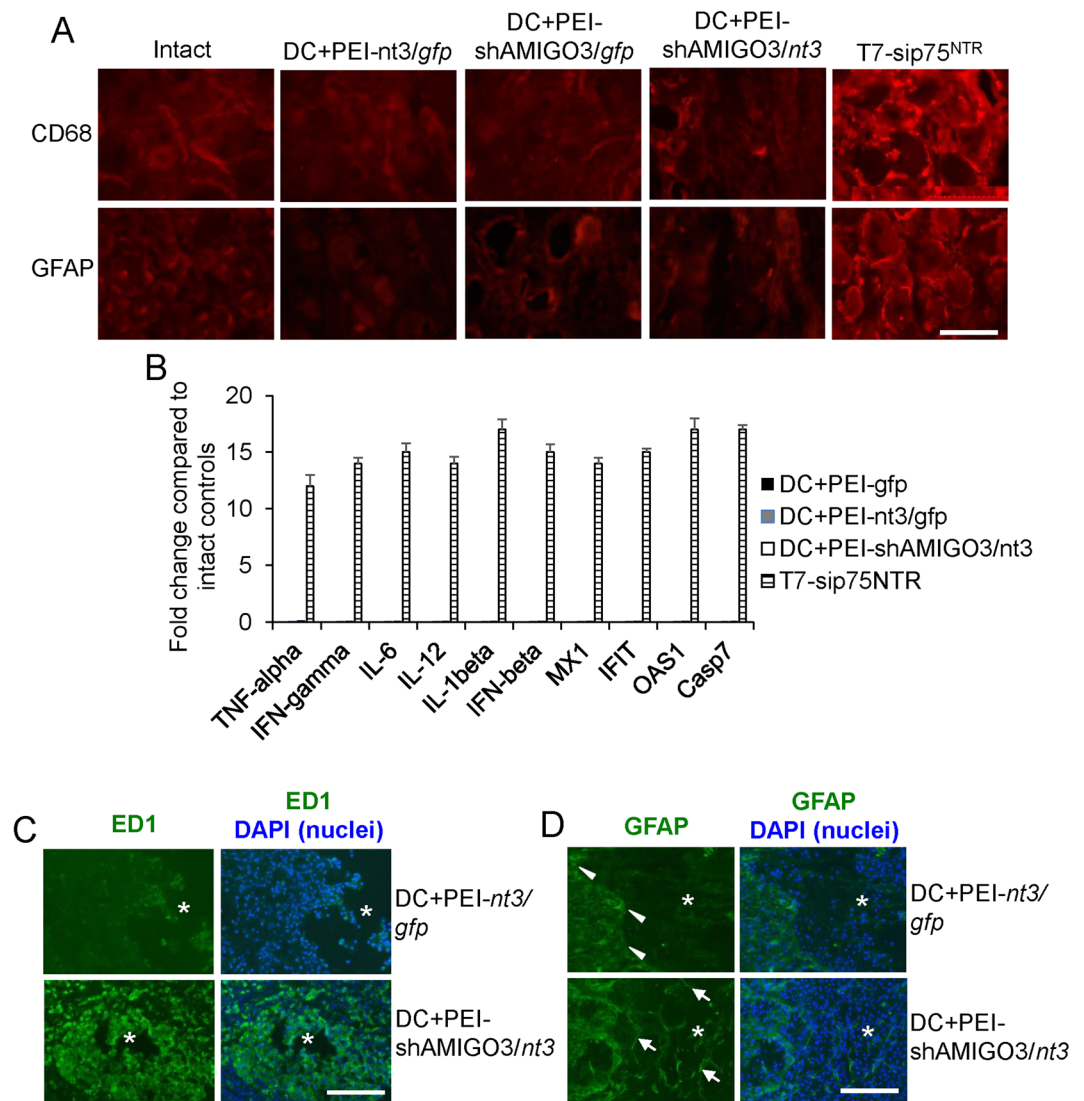 A
Intact
DC+PEI-nt3/gfp
DC+PEI-
shAMIGO3/gfp
DC+PEI-
shAMIGO3/nt3
T7-sip75NTR
CD68
GFAP
B
Fold change compared to
intact controls
20
15
10
5
0
TNF-alpha
IFN-gamma
IL-6
IL-12
IL-1beta
IFN-beta
MX1
IFIT
OAS1
Casp7
DC+PEI-gfp
DC+PEI-nt3/gfp
DC+PEI-shAMIGO3/nt3
T7-sip75NTR
C
ED1
ED1
DAPI (nuclei)
*
*
DC+PEI-nt3/
gfp
*
*
DC+PEI-
shAMIGO3/nt3
D
GFAP
GFAP
DAPI (nuclei)
*
*
DC+PEI-nt3/
gfp
*
*
DC+PEI-
shAMIGO3/nt3